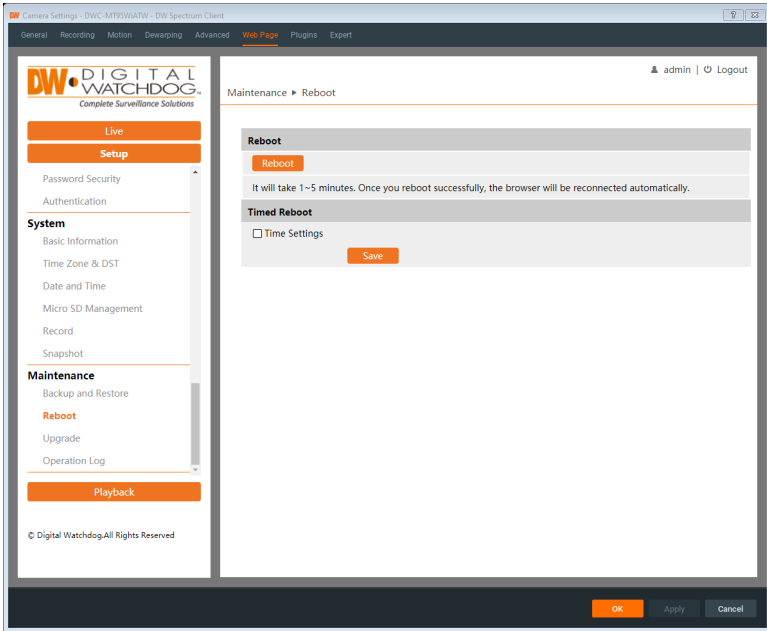 DW Camera Settings - DWC-MT95WiATW - DW Spectrum Client
General Recording Motion Dewarping Advanced Web Page Plugins Expert
DW DIGITAL
WATCHDOG
Complete Surveillance Solutions
admin | Logout
Maintenance ▶ Reboot
Live
Setup
Password Security
Authentication
System
Basic Information
Time Zone & DST
Date and Time
Micro SD Management
Record
Snapshot
Maintenance
Backup and Restore
Reboot
Upgrade
Operation Log
Playback
© Digital Watchdog.All Rights Reserved
Reboot
Reboot
It will take 1~5 minutes. Once you reboot successfully, the browser will be reconnected automatically.
Timed Reboot
Time Settings
Save
OK Apply Cancel